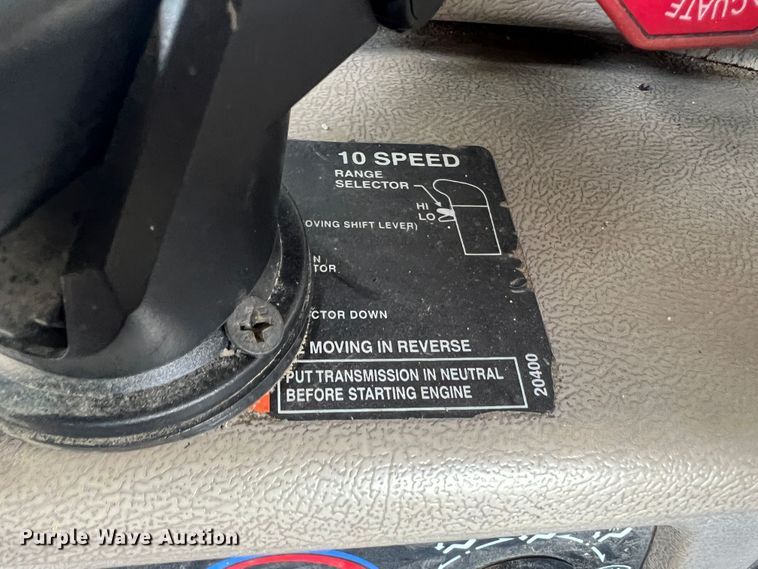 CUATE
10 SPEED
RANGE
SELECTOR
HI
LO
OVING SHIFT LEVER)
N
TOR
CTOR DOWN
MOVING IN REVERSE
PUT TRANSMISSION IN NEUTRAL
BEFORE STARTING ENGINE
20400
Purple Wave Auction